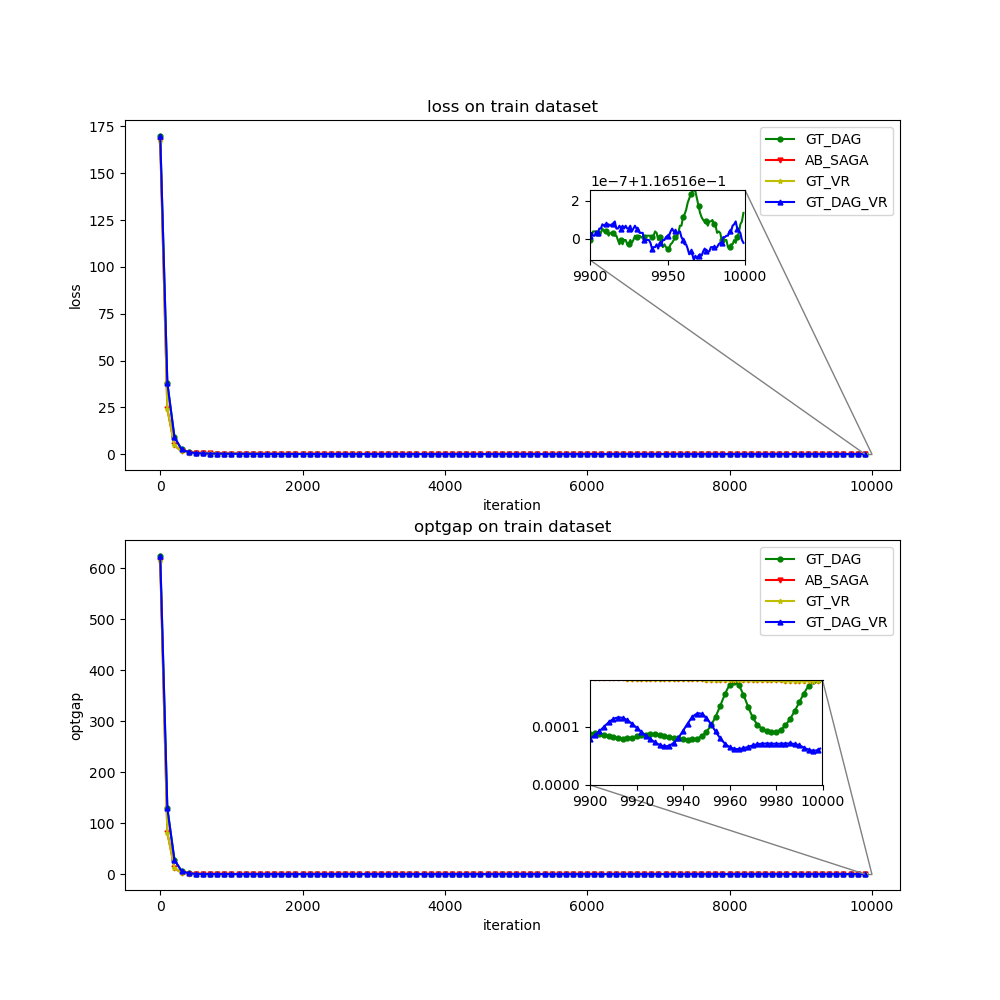 loss on train dataset
175
150
125
100
75
50
25
0
loss
GT_DAG
AB_SAGA
GT_VR
GT_DAG_VR
1e−7+1.16516e−1
2
0
9900 9950 10000
0 2000 4000 6000 8000 10000
iteration
optgap on train dataset
600
500
400
300
200
100
0
optgap
GT_DAG
AB_SAGA
GT_VR
GT_DAG_VR
0.0001
0.0000
9900 9920 9940 9960 9980 10000
0 2000 4000 6000 8000 10000
iteration